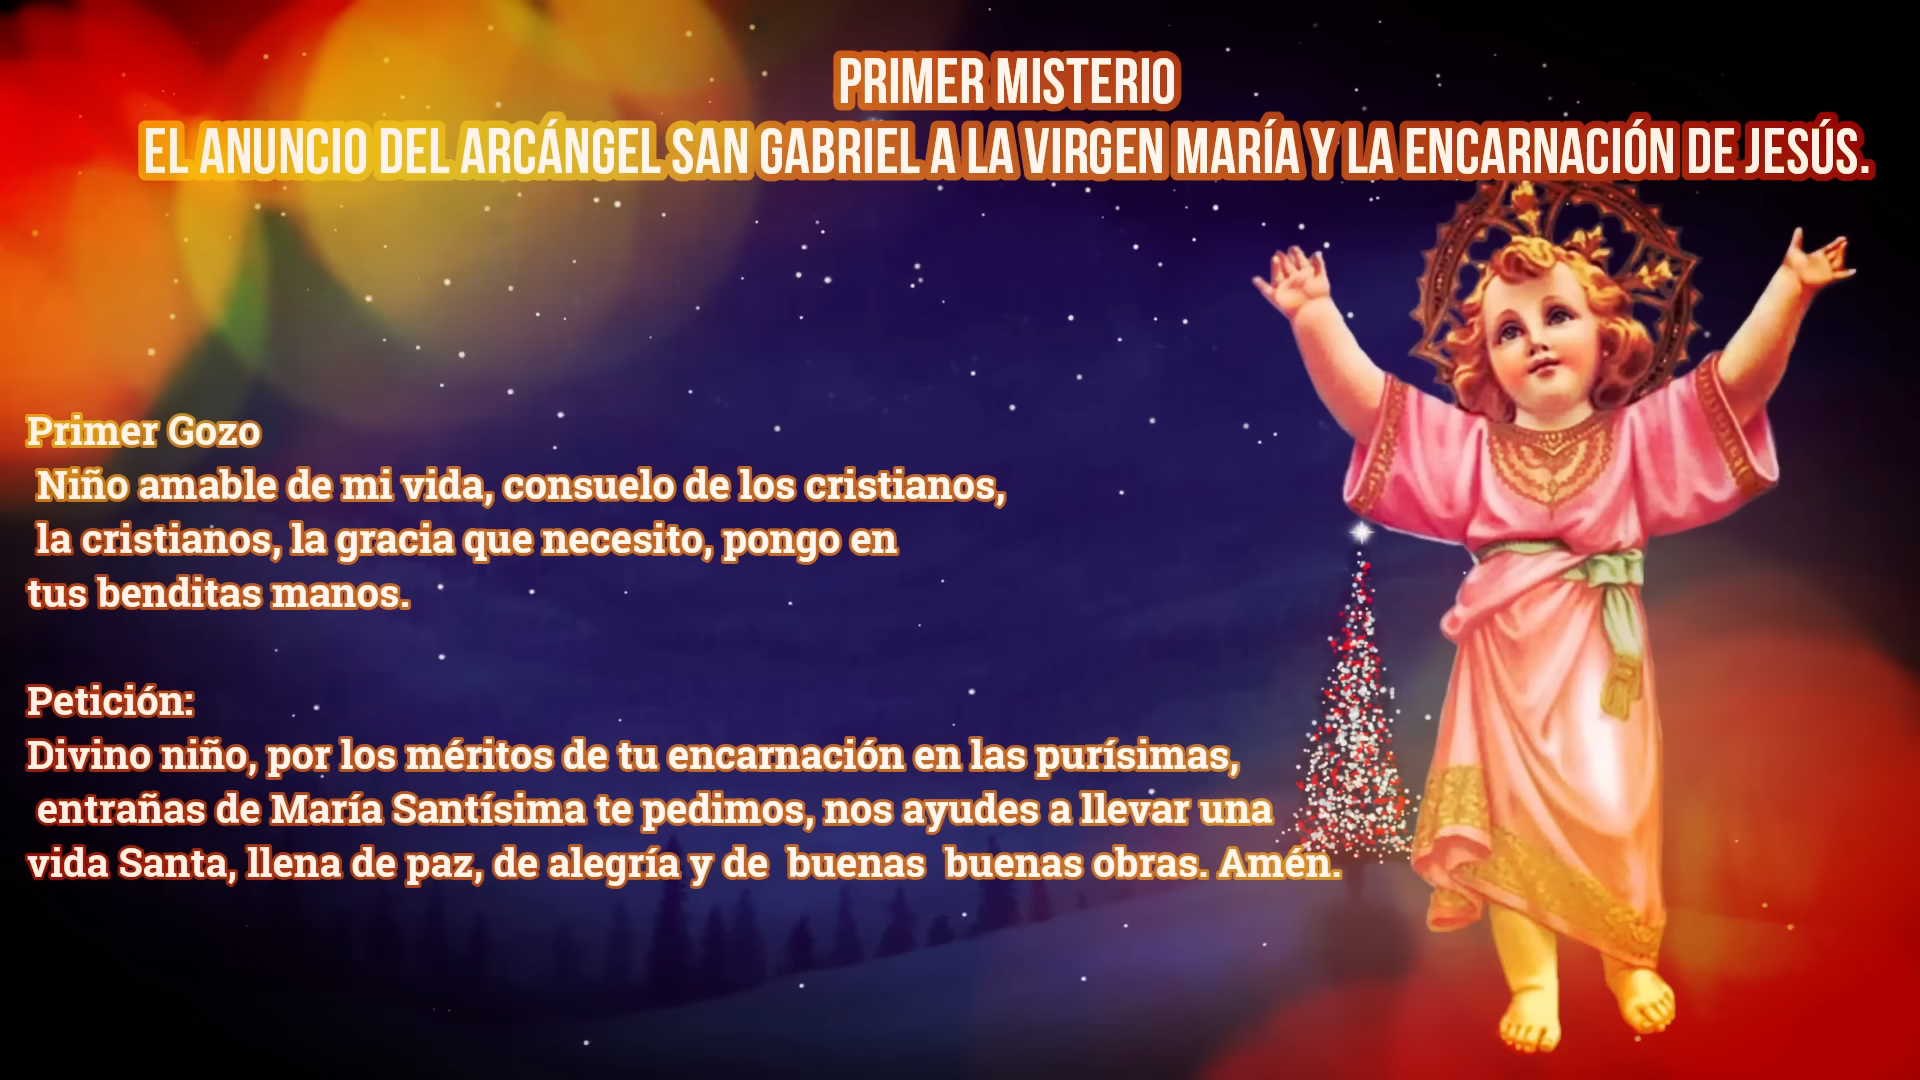 PRIMER MISTERIO
EL ANUNCIO DEL ARCÁNGEL SAN GABRIEL A LA VIRGEN MARÍA Y LA ENCARNACIÓN DE JESÚS.
Primer Gozo
Niño amable de mi vida, consuelo de los cristianos,
la cristianos, la gracia que necesito, pongo en
tus benditas manos.
Petición:
Divino niño, por los méritos de tu encarnación en las purísimas,
entrañas de María Santísima te pedimos, nos ayudes a llevar una
vida Santa, llena de paz, de alegría y de buenas buenas obras. Amén.